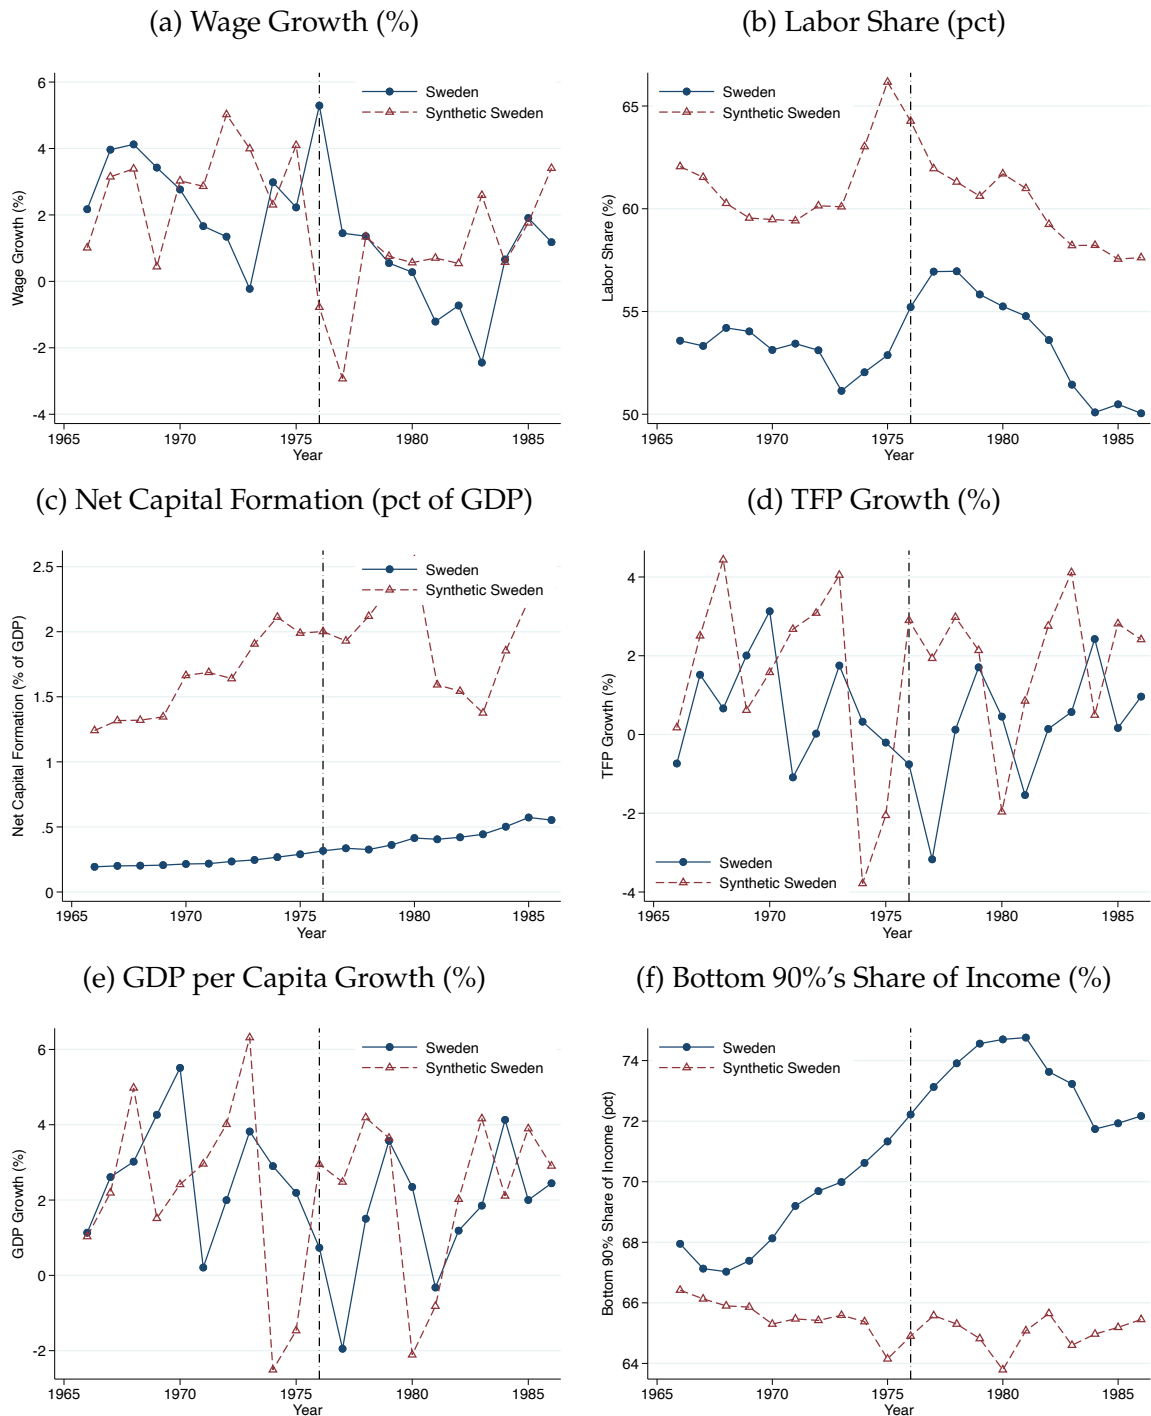 (a) Wage Growth (%)
Sweden
Synthetic Sweden
Wage Growth (%)
6
4
2
0
-2
-4
1965 1970 1975 1980 1985
Year
(b) Labor Share (pct)
Sweden
Synthetic Sweden
Labor Share (%)
65
60
55
50
1965 1970 1975 1980 1985
Year
(c) Net Capital Formation (pct of GDP)
Sweden
Synthetic Sweden
Net Capital Formation (% of GDP)
2.5
2
1.5
1
.5
0
1965 1970 1975 1980 1985
Year
(d) TFP Growth (%)
TFP Growth (%)
4
2
0
-2
-4
Sweden
Synthetic Sweden
1965 1970 1975 1980 1985
Year
(e) GDP per Capita Growth (%)
Sweden
Synthetic Sweden
GDP Growth (%)
6
4
2
0
-2
1965 1970 1975 1980 1985
Year
(f) Bottom 90%'s Share of Income (%)
Sweden
Synthetic Sweden
Bottom 90% Share of Income (pct)
74
72
70
68
66
64
1965 1970 1975 1980 1985
Year